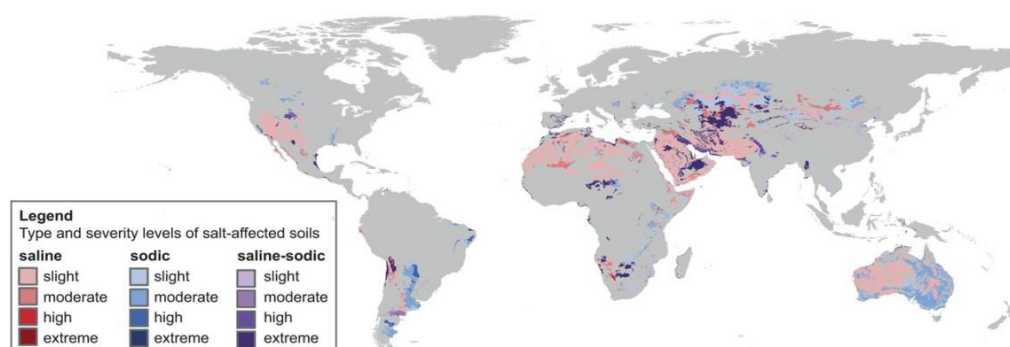 Legend
Type and severity levels of salt-affected soils
saline sodic saline-sodic
slight slight slight
moderate moderate moderate
high high high
extreme extreme extreme